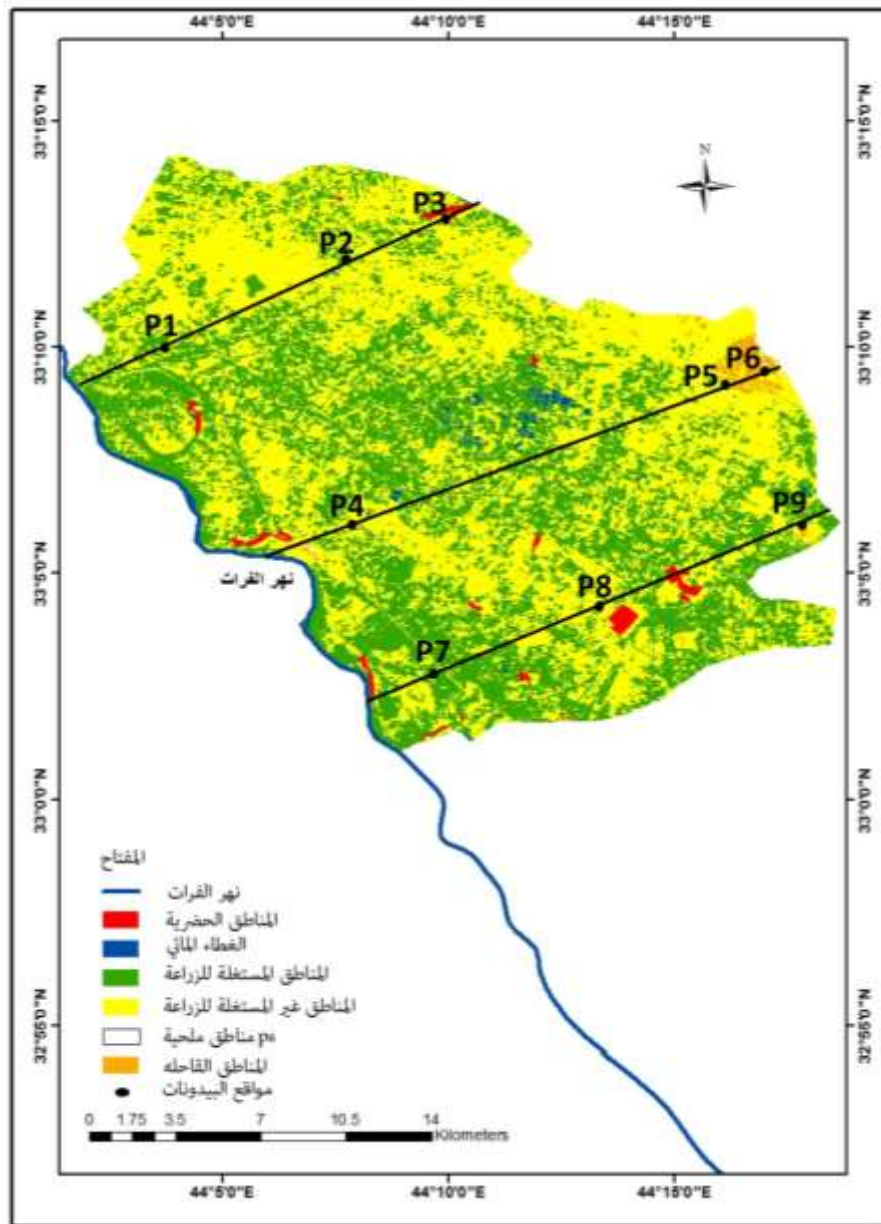 44°5'0"E 44°10'0"E 44°15'0"E
33°15'0"N 33°15'0"N
N
P3
P2
P1
33°10'0"N 33°10'0"N
P6
P5
P4
P9
نهر الفرات
33°5'0"N 33°5'0"N
P8
P7
33°0'0"N 33°0'0"N
المفتاح
نهر الفرات
المناطق الحضرية
الغطاء المائي
المناطق المستغلة للزراعة
المناطق غير المستغلة للزراعة
مناطق ملحية ps
المناطق القاحله
مواقع البيدونات
32°55'0"N 32°55'0"N
0 1.75 3.5 7 10.5 14
Kilometers
44°5'0"E 44°10'0"E 44°15'0"E